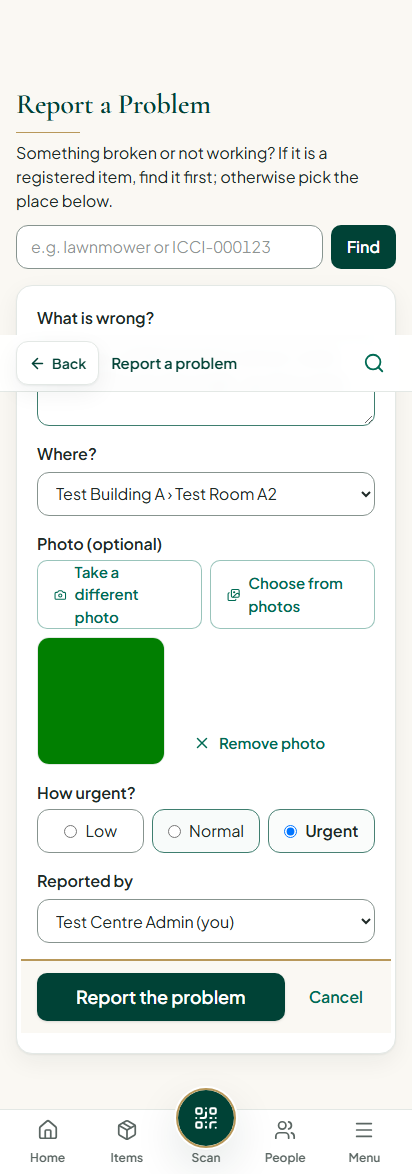 Report a Problem
Something broken or not working? If it is a
registered item, find it first; otherwise pick the
place below.
e.g. lawnmower or ICCI-000123
Find
What is wrong?
Back
Report a problem
Where?
Test Building A › Test Room A2
Photo (optional)
Take a
different
photo
Choose from
photos
Remove photo
How urgent?
Low
Normal
Urgent
Reported by
Test Centre Admin (you)
Report the problem
Cancel
Home
Items
Scan
People
Menu